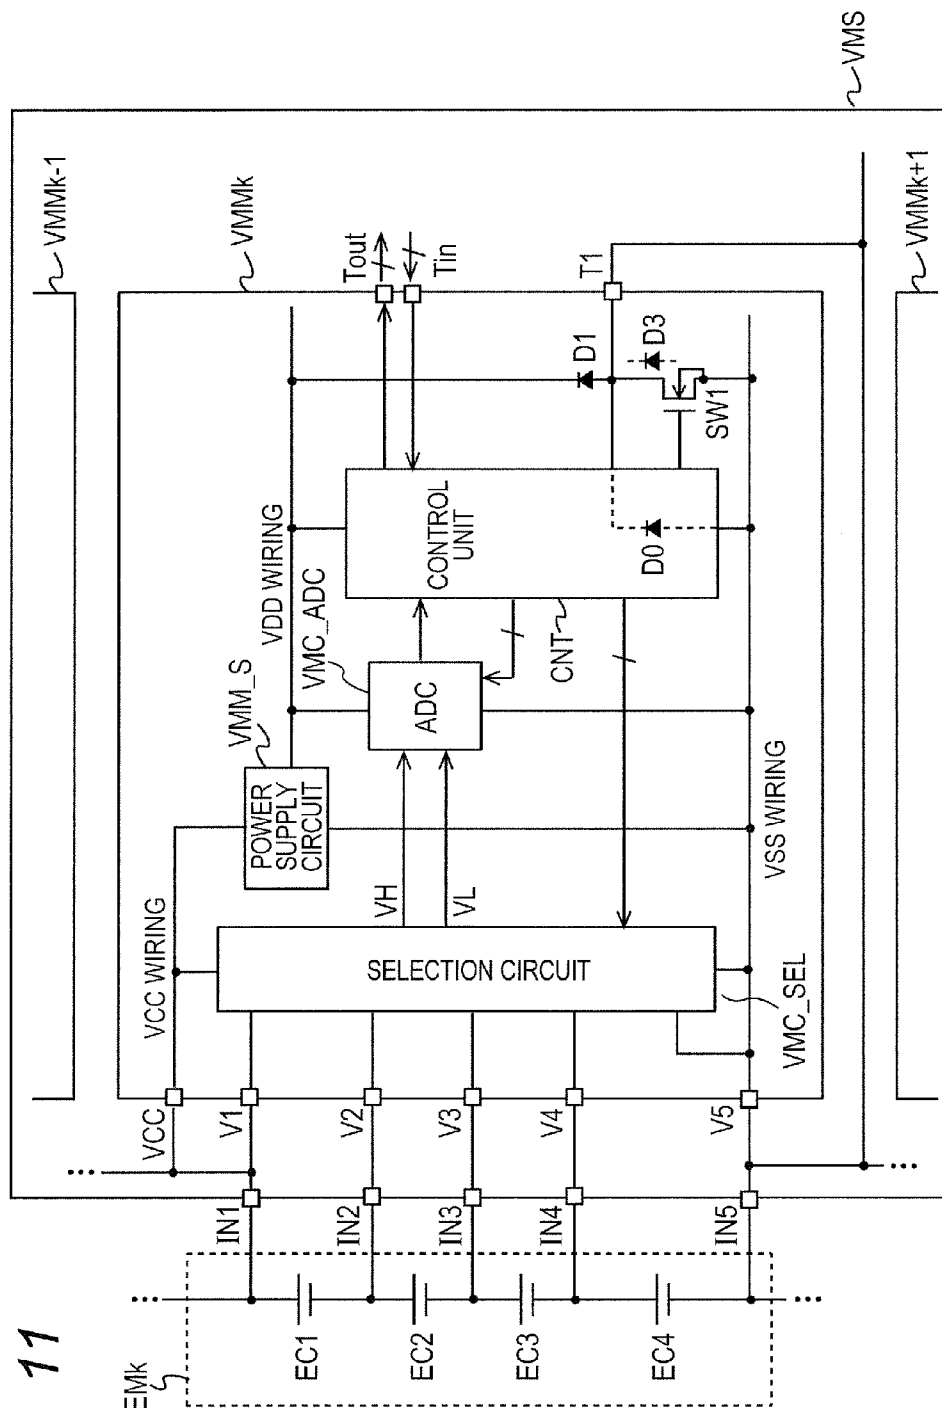 11
EMk
EC1
EC2
EC3
EC4
IN1
IN2
IN3
IN4
IN5
VCC
V1
V2
V3
V4
V5
VCC WIRING
SELECTION CIRCUIT
VMC_SEL
VH
VL
POWER
SUPPLY
CIRCUIT
VMM_S
VSS WIRING
VDD WIRING
VMC_ADC
ADC
CNT
CONTROL
UNIT
D0
D1
D3
SW1
Tout
Tin
T1
VMMk-1
VMMk
VMMk+1
VMS